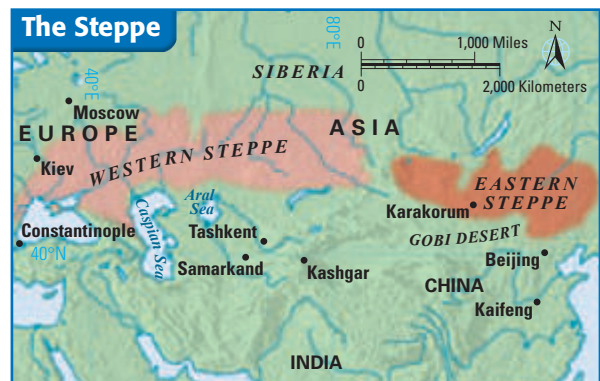 The Steppe
80°E
0 1,000 Miles
0 2,000 Kilometers
N
SIBERIA
40°E
Moscow
EUROPE
ASIA
WESTERN STEPPE
Kiev
EASTERN
STEPPE
Aral
Sea
Karakorum
Caspian Sea
Constantinople
Tashkent
GOBI DESERT
40°N
Beijing
Samarkand
Kashgar
CHINA
Kaifeng
INDIA